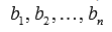 b₁, b₂, ..., bₙ